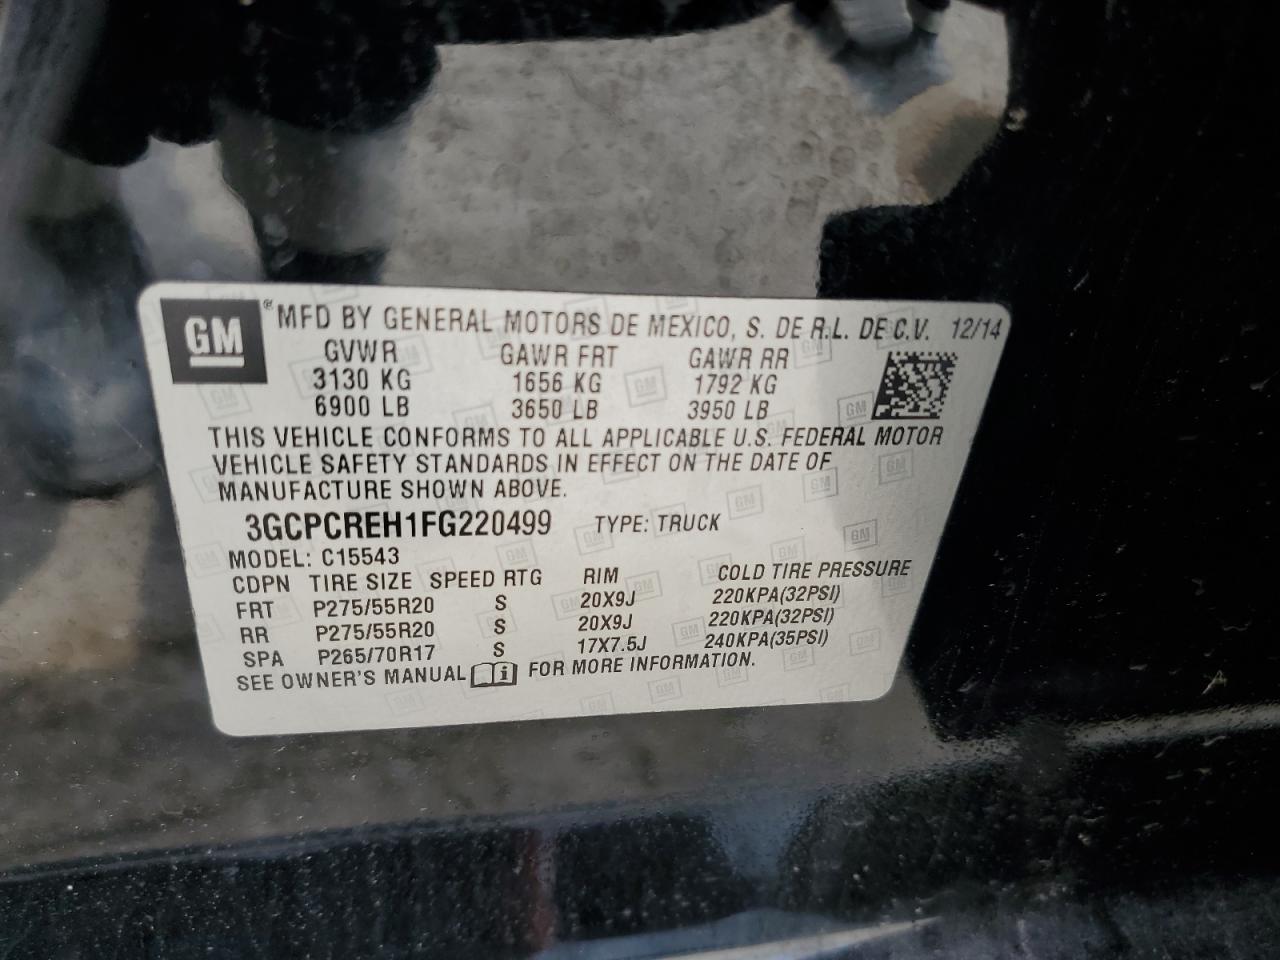 GM ® MFD BY GENERAL MOTORS DE MEXICO, S. DE R.L. DE C.V. 12/14
GVWR GAWR FRT GAWR RR
3130 KG 1656 KG 1792 KG
6900 LB 3650 LB 3950 LB
THIS VEHICLE CONFORMS TO ALL APPLICABLE U.S. FEDERAL MOTOR
VEHICLE SAFETY STANDARDS IN EFFECT ON THE DATE OF
MANUFACTURE SHOWN ABOVE.
3GCPCREH1FG220499 TYPE: TRUCK
MODEL: C15543
CDPN TIRE SIZE SPEED RTG RIM COLD TIRE PRESSURE
FRT P275/55R20 S 20X9J 220KPA(32PSI)
RR P275/55R20 S 20X9J 220KPA(32PSI)
SPA P265/70R17 S 17X7.5J 240KPA(35PSI)
SEE OWNER'S MANUAL i FOR MORE INFORMATION.